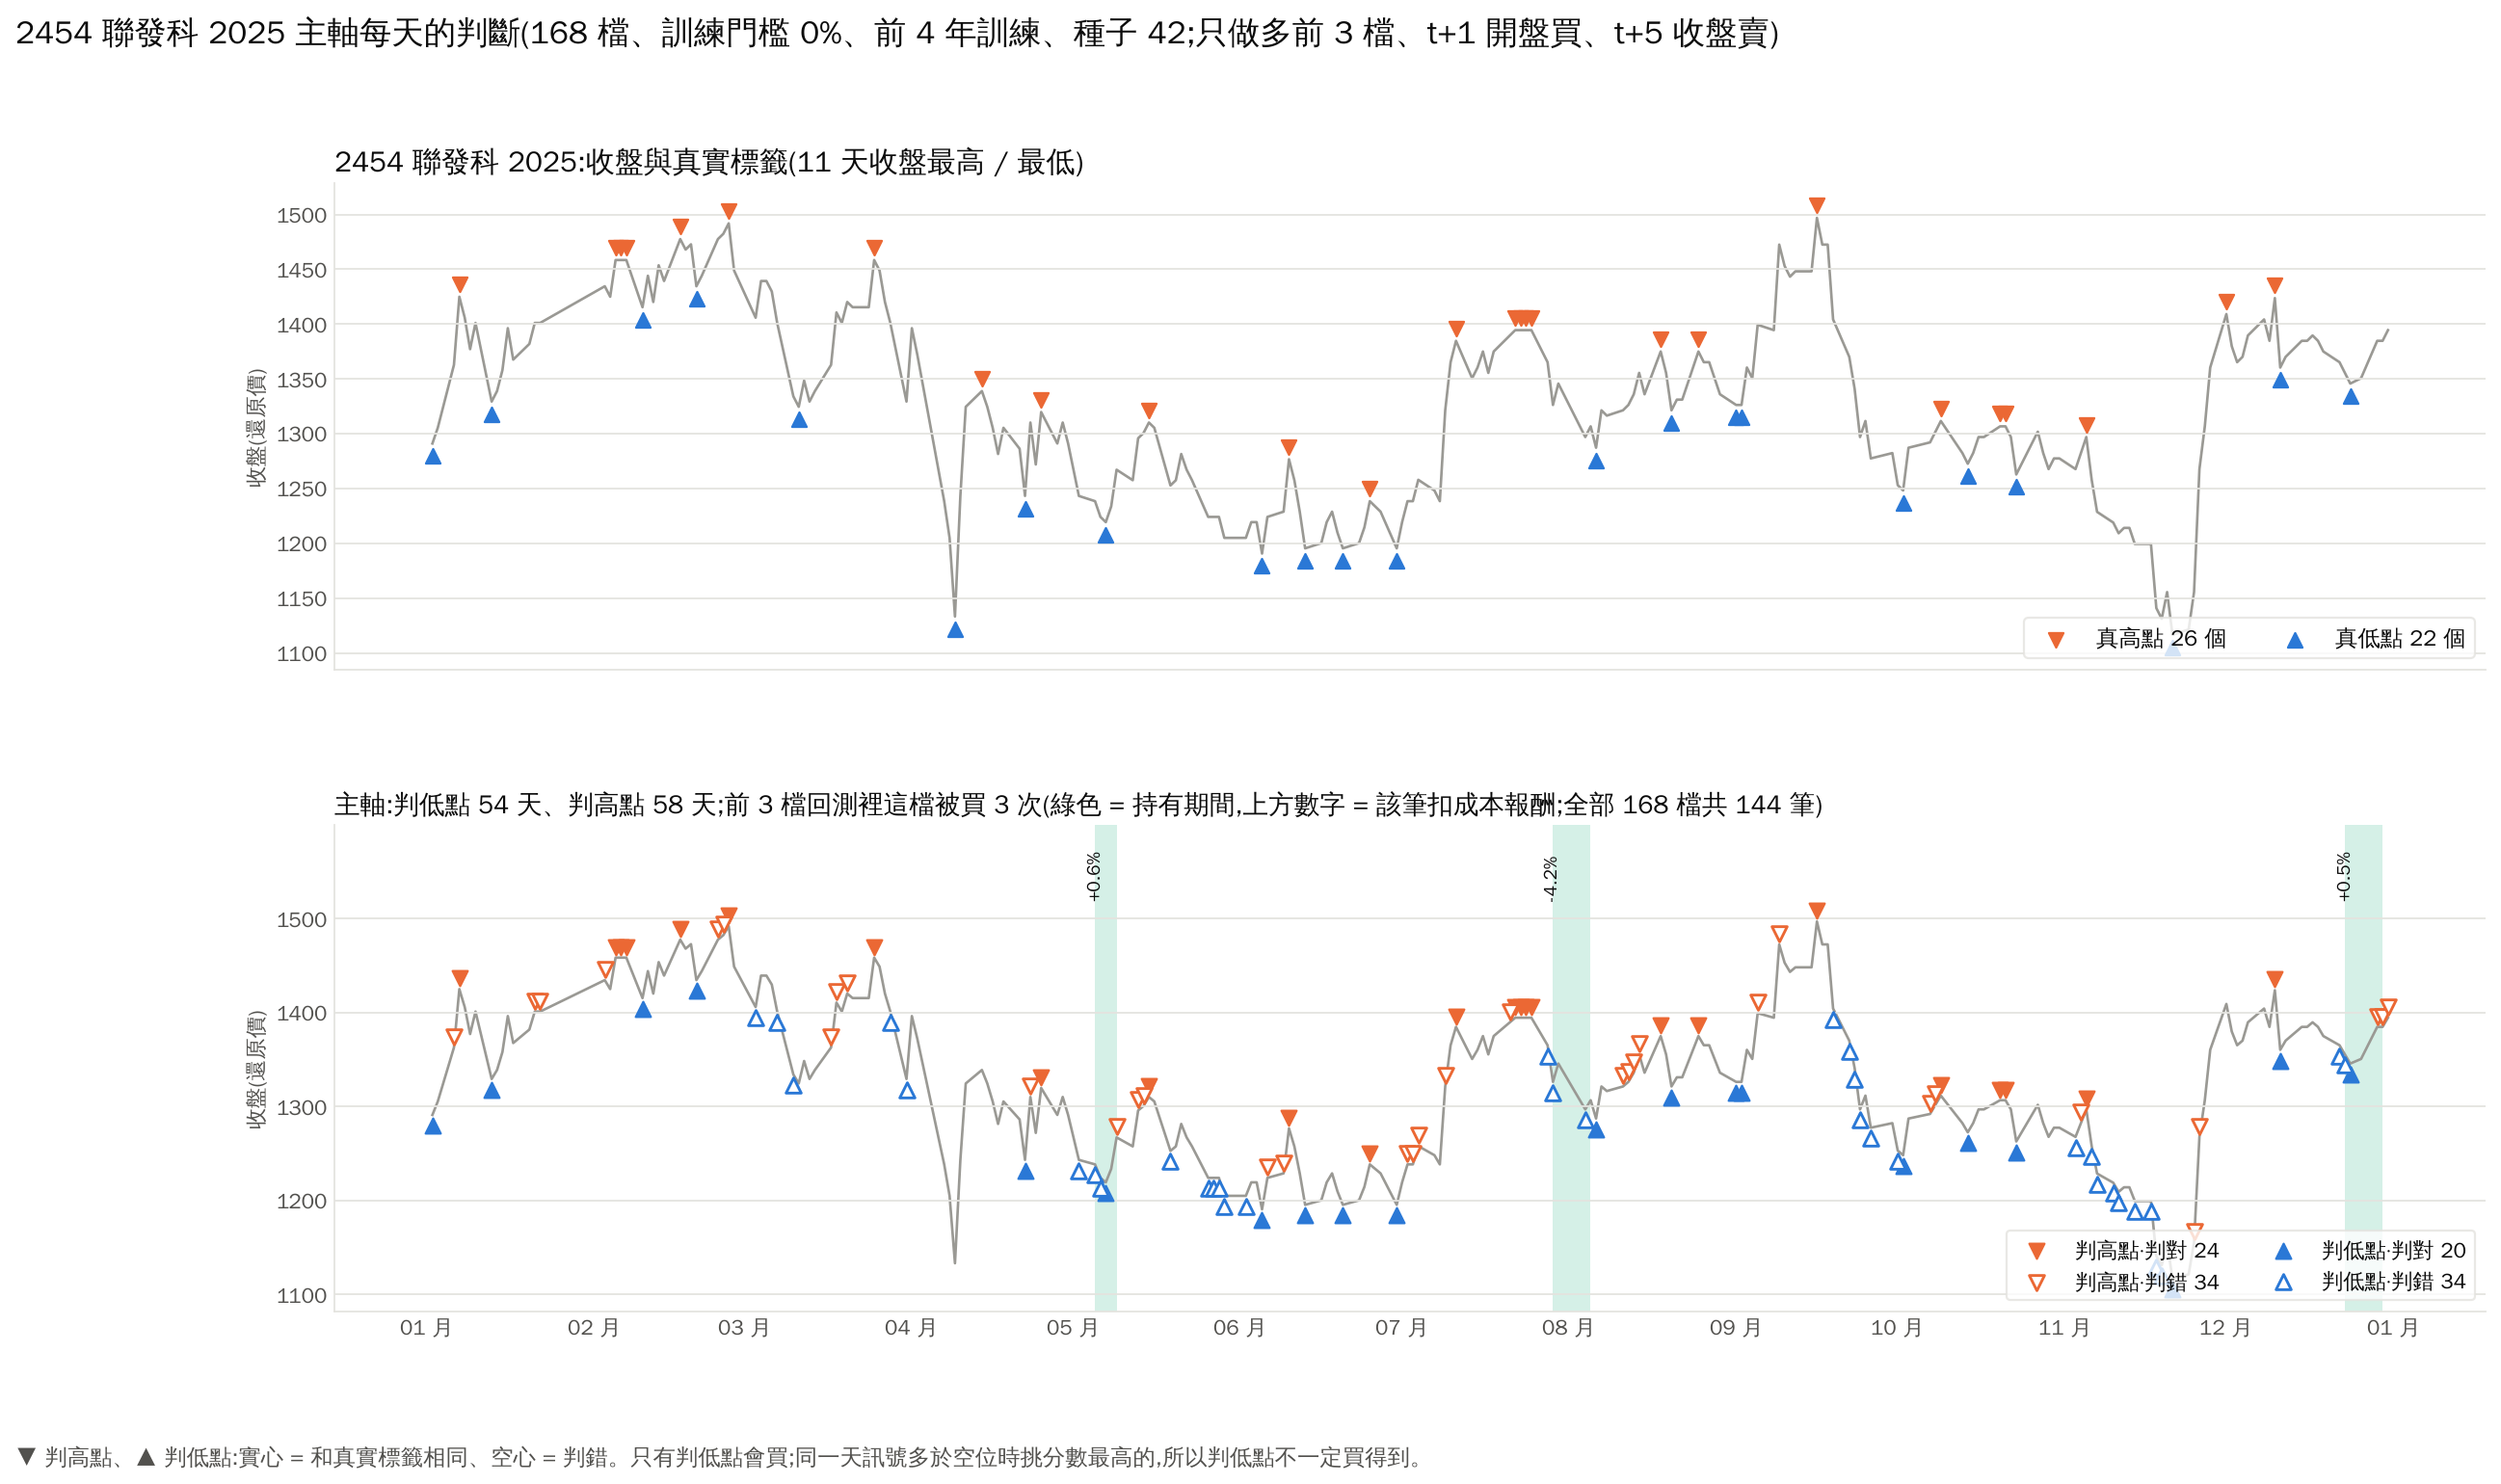 2454 聯發科 2025 主軸每天的判斷(168 檔、訓練門檻 0%、前 4 年訓練、種子 42;只做多前 3 檔、t+1 開盤買、t+5 收盤賣)
2454 聯發科 2025:收盤與真實標籤(11 天收盤最高 / 最低)
收盤(還原價)
1500
1450
1400
1350
1300
1250
1200
1150
1100
真高點 26 個
真低點 22 個
主軸:判低點 54 天、判高點 58 天;前 3 檔回測裡這檔被買 3 次(綠色 = 持有期間,上方數字 = 該筆扣成本報酬;全部 168 檔共 144 筆)
收盤(還原價)
1500
1400
1300
1200
1100
+0.6%
-4.2%
+0.5%
判高點·判對 24
判低點·判對 20
判高點·判錯 34
判低點·判錯 34
01 月
02 月
03 月
04 月
05 月
06 月
07 月
08 月
09 月
10 月
11 月
12 月
01 月
▼ 判高點、▲ 判低點:實心 = 和真實標籤相同、空心 = 判錯。只有判低點會買;同一天訊號多於空位時挑分數最高的,所以判低點不一定買得到。